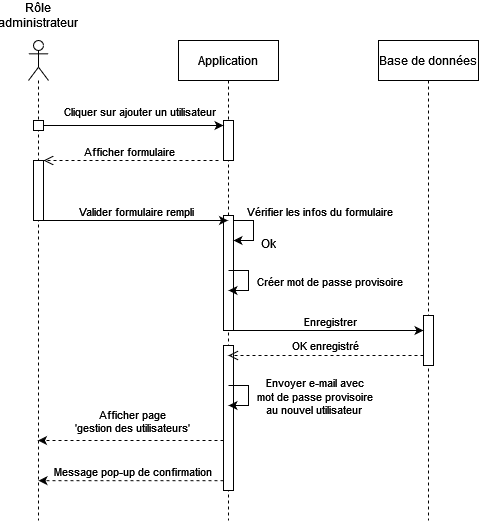 Rôle
administrateur
Application
Base de données
Cliquer sur ajouter un utilisateur
Afficher formulaire
Valider formulaire rempli
Vérifier les infos du formulaire
Ok
Créer mot de passe provisoire
Enregistrer
OK enregistré
Envoyer e-mail avec
mot de passe provisoire
au nouvel utilisateur
Afficher page
'gestion des utilisateurs'
Message pop-up de confirmation